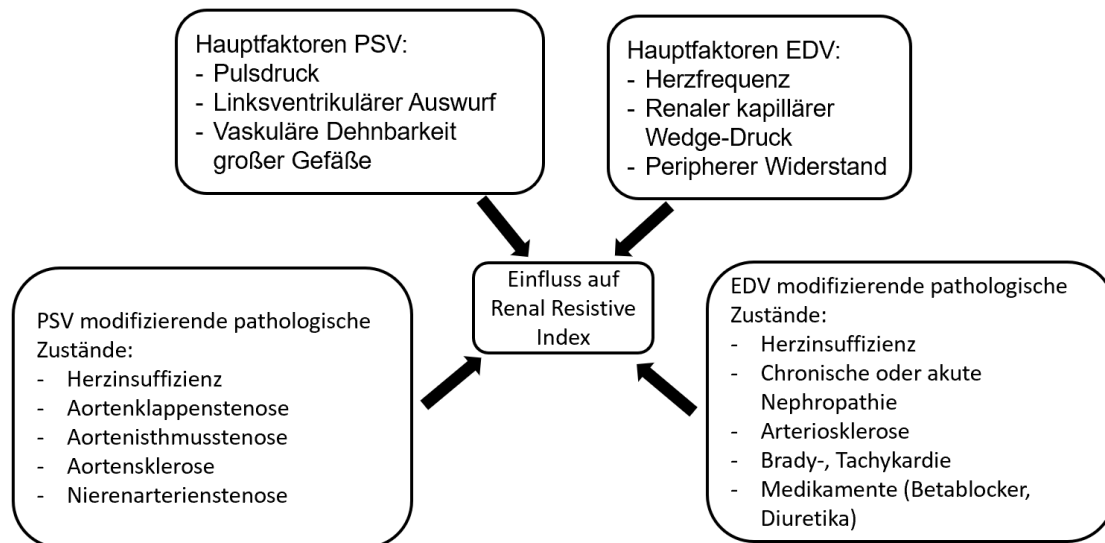 Hauptfaktoren PSV:
- Pulsdruck
- Linksventrikulärer Auswurf
- Vaskuläre Dehnbarkeit
großer Gefäße
Hauptfaktoren EDV:
- Herzfrequenz
- Renaler kapillärer
Wedge-Druck
- Peripherer Widerstand
Einfluss auf
Renal Resistive
Index
PSV modifizierende pathologische
Zustände:
- Herzinsuffizienz
- Aortenklappenstenose
- Aortenisthmusstenose
- Aortensklerose
- Nierenarterienstenose
EDV modifizierende pathologische
Zustände:
- Herzinsuffizienz
- Chronische oder akute
Nephropathie
- Arteriosklerose
- Brady-, Tachykardie
- Medikamente (Betablocker,
Diuretika)